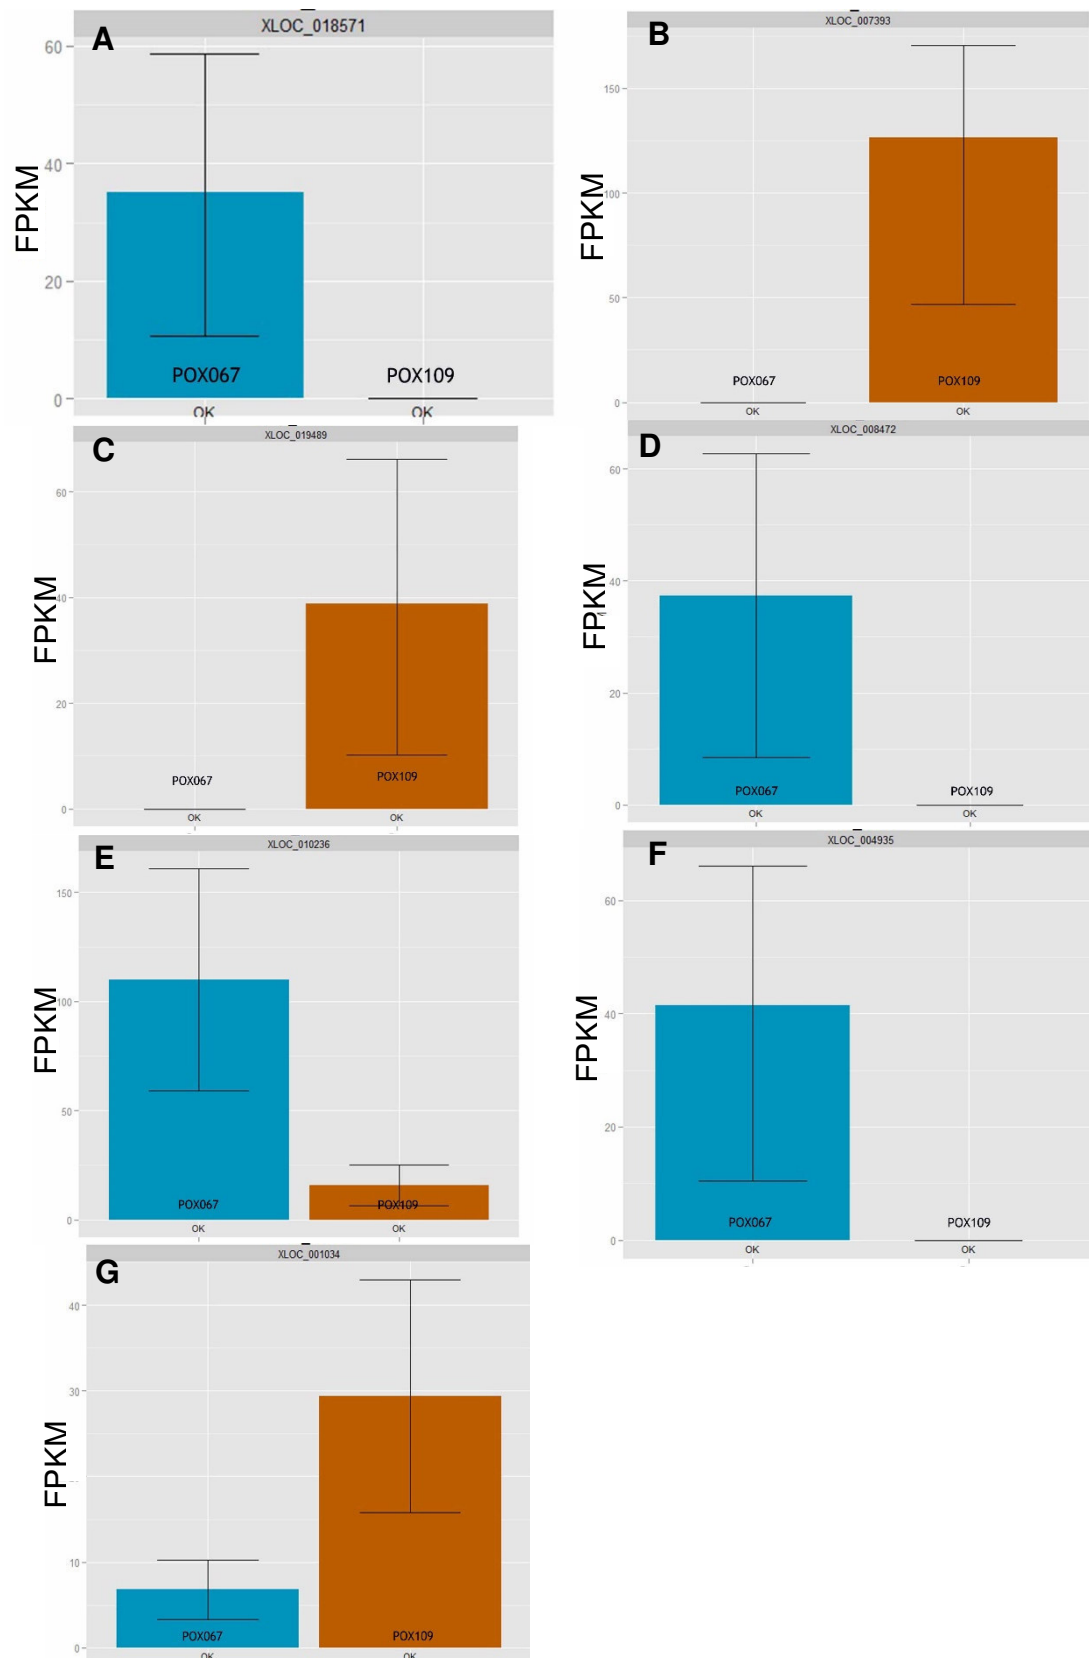 A
XLOC_018571
60
40
20
0
FPKM
POX067
POX109
OK
OK
B
XLOC_007393
150
100
50
0
FPKM
POX067
POX109
OK
OK
C
XLOC_019489
60
40
20
0
FPKM
POX067
POX109
OK
OK
D
XLOC_008472
60
40
20
0
FPKM
POX067
POX109
OK
OK
E
XLOC_010236
150
100
50
0
FPKM
POX067
POX109
OK
OK
F
XLOC_004935
60
40
20
0
FPKM
POX067
POX109
OK
OK
G
XLOC_001034
40
30
10
0
FPKM
POX067
POX109
OK
OK